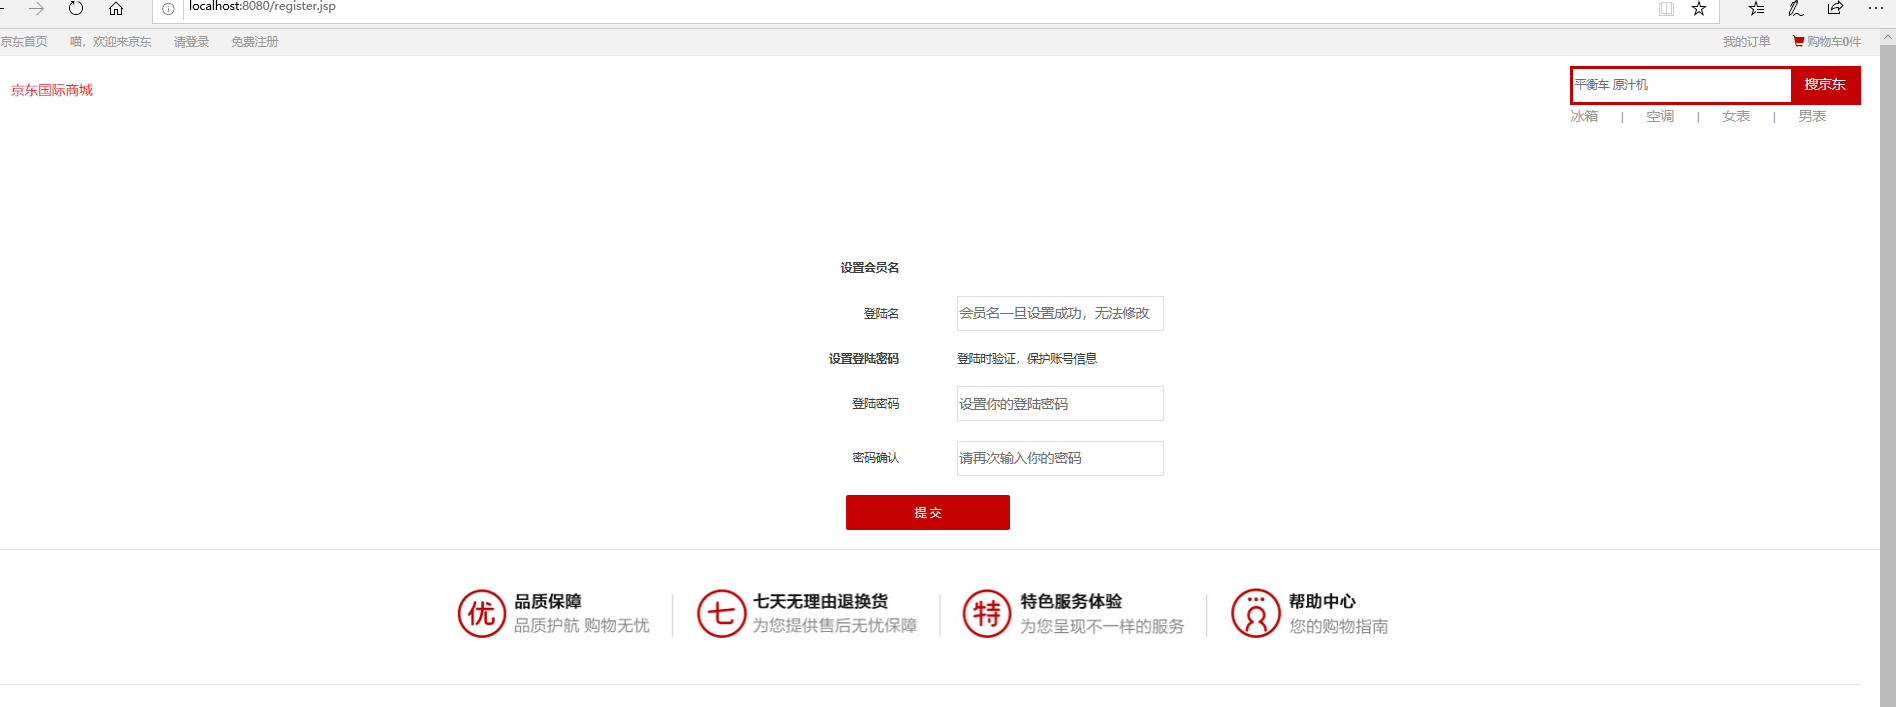 localhost:8080/register.jsp
京东首页 喵，欢迎来京东 请登录 免费注册 我的订单 购物车0件
京东国际商城
平衡车 原汁机 搜京东
冰箱 | 空调 | 女表 | 男表
设置会员名
登陆名 会员名一旦设置成功，无法修改
设置登陆密码 登陆时验证，保护账号信息
登陆密码 设置你的登陆密码
密码确认 请再次输入你的密码
提 交
优 品质保障 七 七天无理由退换货 特 特色服务体验 帮助中心
品质护航 购物无忧 为您提供售后无忧保障 为您呈现不一样的服务 您的购物指南